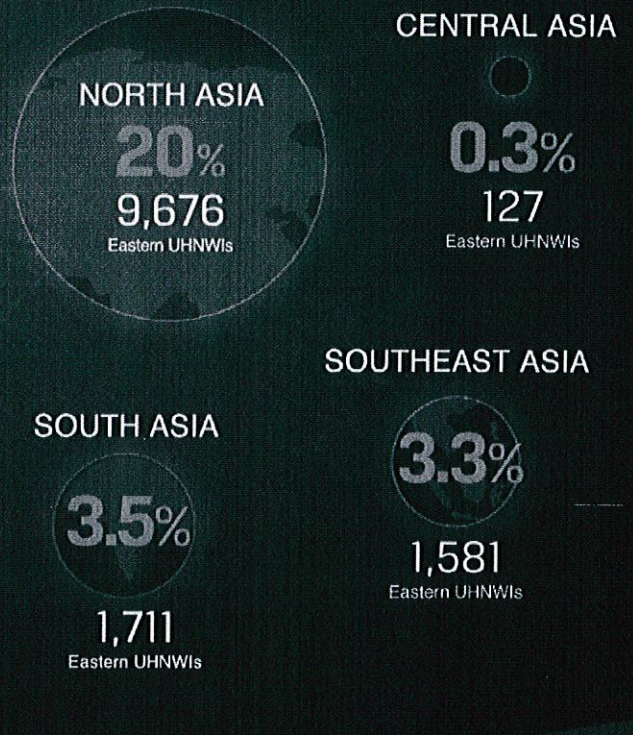 NORTH ASIA
20%
9,676
Eastern UHNWIs
CENTRAL ASIA
0.3%
127
Eastern UHNWIs
SOUTHEAST ASIA
3.3%
1,581
Eastern UHNWIs
SOUTH ASIA
3.5%
1,711
Eastern UHNWIs